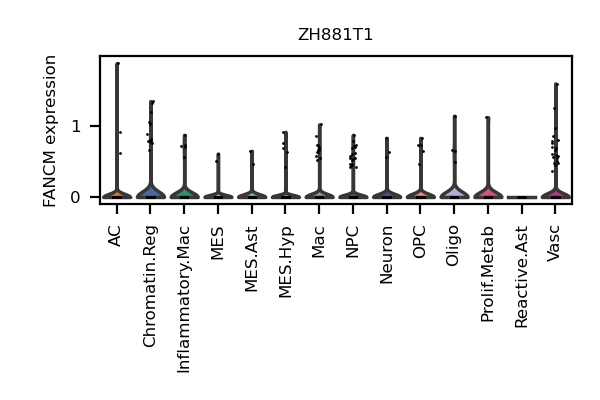 ZH881T1
FANCM expression
1
0
AC
Chromatin.Reg
Inflammatory.Mac
MES
MES.Ast
MES.Hyp
Mac
NPC
Neuron
OPC
Oligo
Prolif.Metab
Reactive.Ast
Vasc